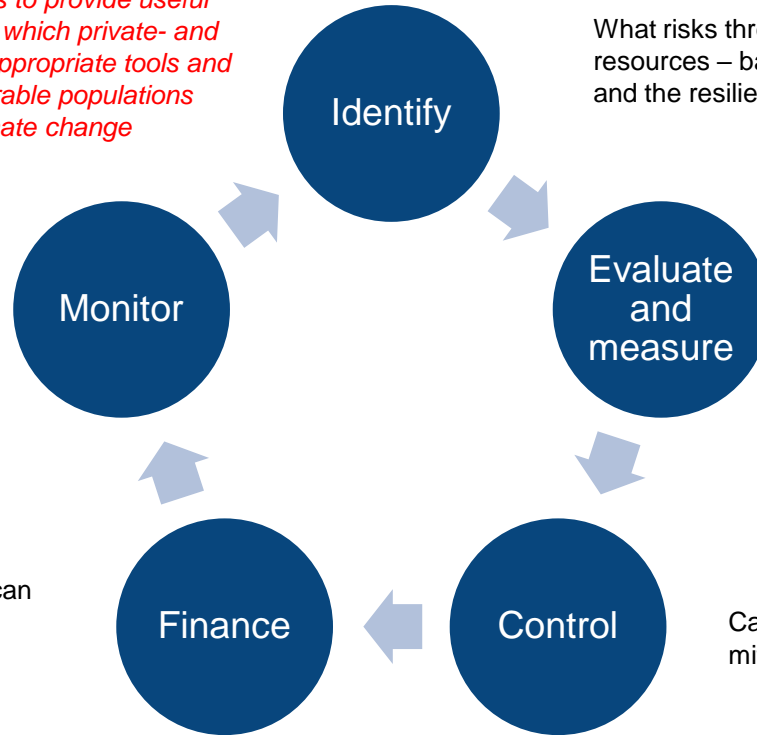 s to provide useful
which private- and
appropriate tools and
rable populations
ate change
What risks thr
resources – ba
and the resilie
Identify
Evaluate
and
measure
Monitor
can
Finance
Control
Ca
mi